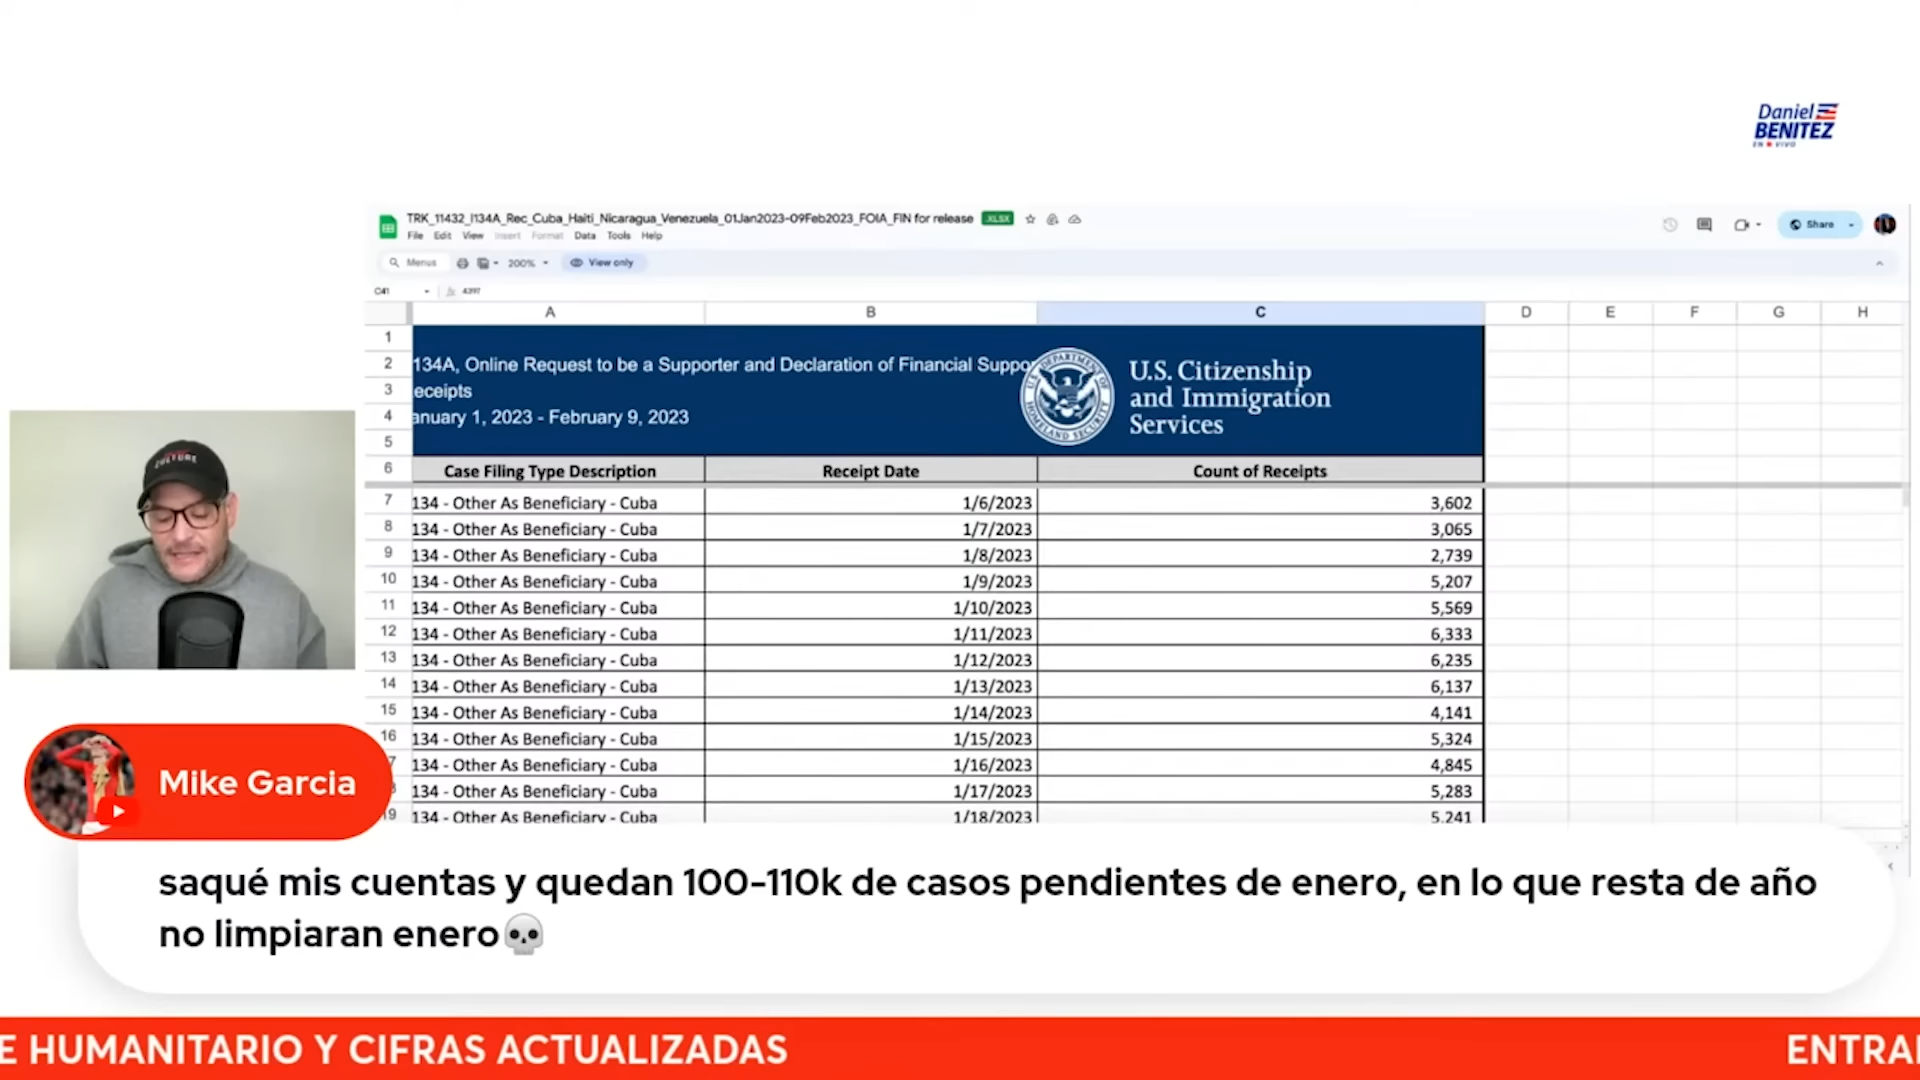 Daniel
BENITEZ
EN VIVO
TRK_11432_I134A_Rec_Cuba_Haiti_Nicaragua_Venezuela_01Jan2023-09Feb2023_FOIA_FIN for release .XLSX
File Edit View Insert Format Data Tools Help
Share
Menus 200% View only
C41 fx 4397
A B C D E F G H
1
2 134A, Online Request to be a Supporter and Declaration of Financial Suppo
3 eceipts
4 anuary 1, 2023 - February 9, 2023
5
U.S. Citizenship
and Immigration
Services
6 Case Filing Type Description Receipt Date Count of Receipts
7 134 - Other As Beneficiary - Cuba 1/6/2023 3,602
8 134 - Other As Beneficiary - Cuba 1/7/2023 3,065
9 134 - Other As Beneficiary - Cuba 1/8/2023 2,739
10 134 - Other As Beneficiary - Cuba 1/9/2023 5,207
11 134 - Other As Beneficiary - Cuba 1/10/2023 5,569
12 134 - Other As Beneficiary - Cuba 1/11/2023 6,333
13 134 - Other As Beneficiary - Cuba 1/12/2023 6,235
14 134 - Other As Beneficiary - Cuba 1/13/2023 6,137
15 134 - Other As Beneficiary - Cuba 1/14/2023 4,141
16 134 - Other As Beneficiary - Cuba 1/15/2023 5,324
7 134 - Other As Beneficiary - Cuba 1/16/2023 4,845
8 134 - Other As Beneficiary - Cuba 1/17/2023 5,283
19 134 - Other As Beneficiary - Cuba 1/18/2023 5,241
CULTURE
Mike Garcia
saqué mis cuentas y quedan 100-110k de casos pendientes de enero, en lo que resta de año
no limpiaran enero💀
E HUMANITARIO Y CIFRAS ACTUALIZADAS ENTRA